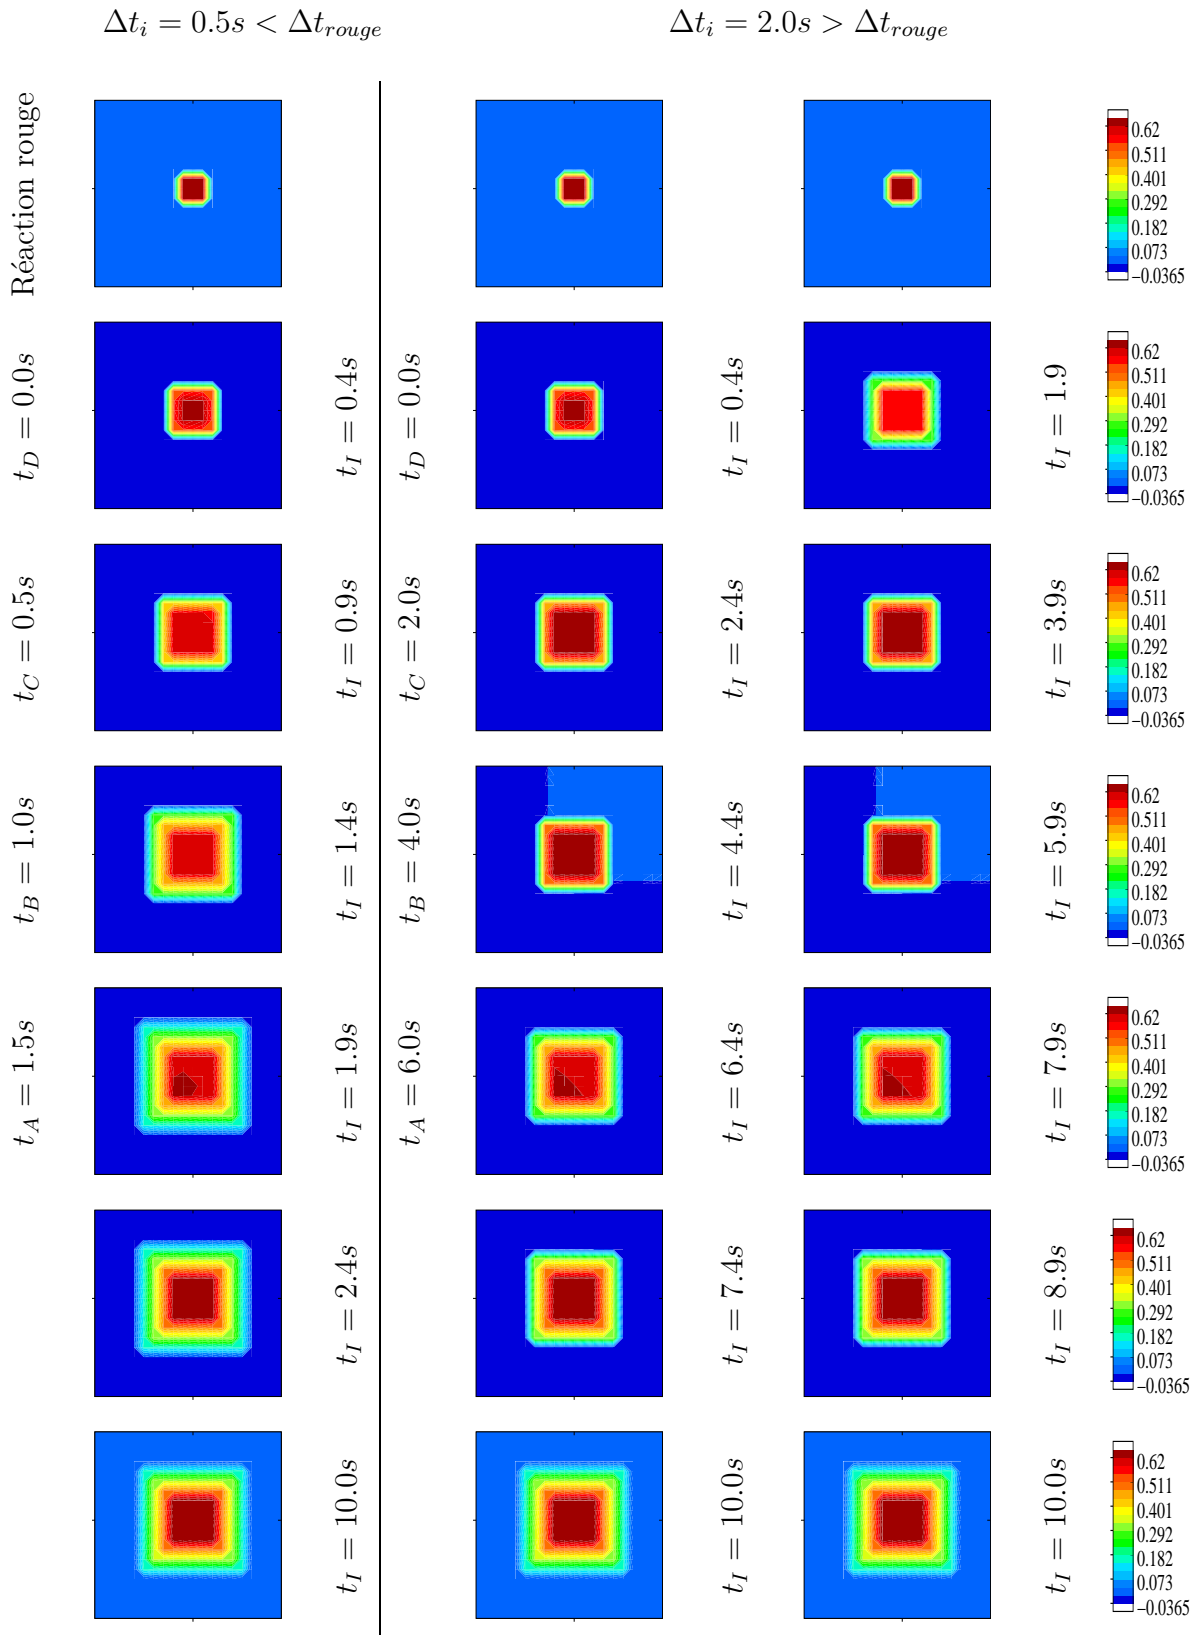 Δt_i = 0.5s < Δt_rouge
Δt_i = 2.0s > Δt_rouge
Réaction rouge
0.62
0.511
0.401
0.292
0.182
0.073
−0.0365
t_D = 0.0s
t_I = 0.4s
t_D = 0.0s
t_I = 0.4s
t_I = 1.9
0.62
0.511
0.401
0.292
0.182
0.073
−0.0365
t_C = 0.5s
t_I = 0.9s
t_C = 2.0s
t_I = 2.4s
t_I = 3.9s
0.62
0.511
0.401
0.292
0.182
0.073
−0.0365
t_B = 1.0s
t_I = 1.4s
t_B = 4.0s
t_I = 4.4s
t_I = 5.9s
0.62
0.511
0.401
0.292
0.182
0.073
−0.0365
t_A = 1.5s
t_I = 1.9s
t_A = 6.0s
t_I = 6.4s
t_I = 7.9s
0.62
0.511
0.401
0.292
0.182
0.073
−0.0365
t_I = 2.4s
t_I = 7.4s
t_I = 8.9s
0.62
0.511
0.401
0.292
0.182
0.073
−0.0365
t_I = 10.0s
t_I = 10.0s
t_I = 10.0s
0.62
0.511
0.401
0.292
0.182
0.073
−0.0365